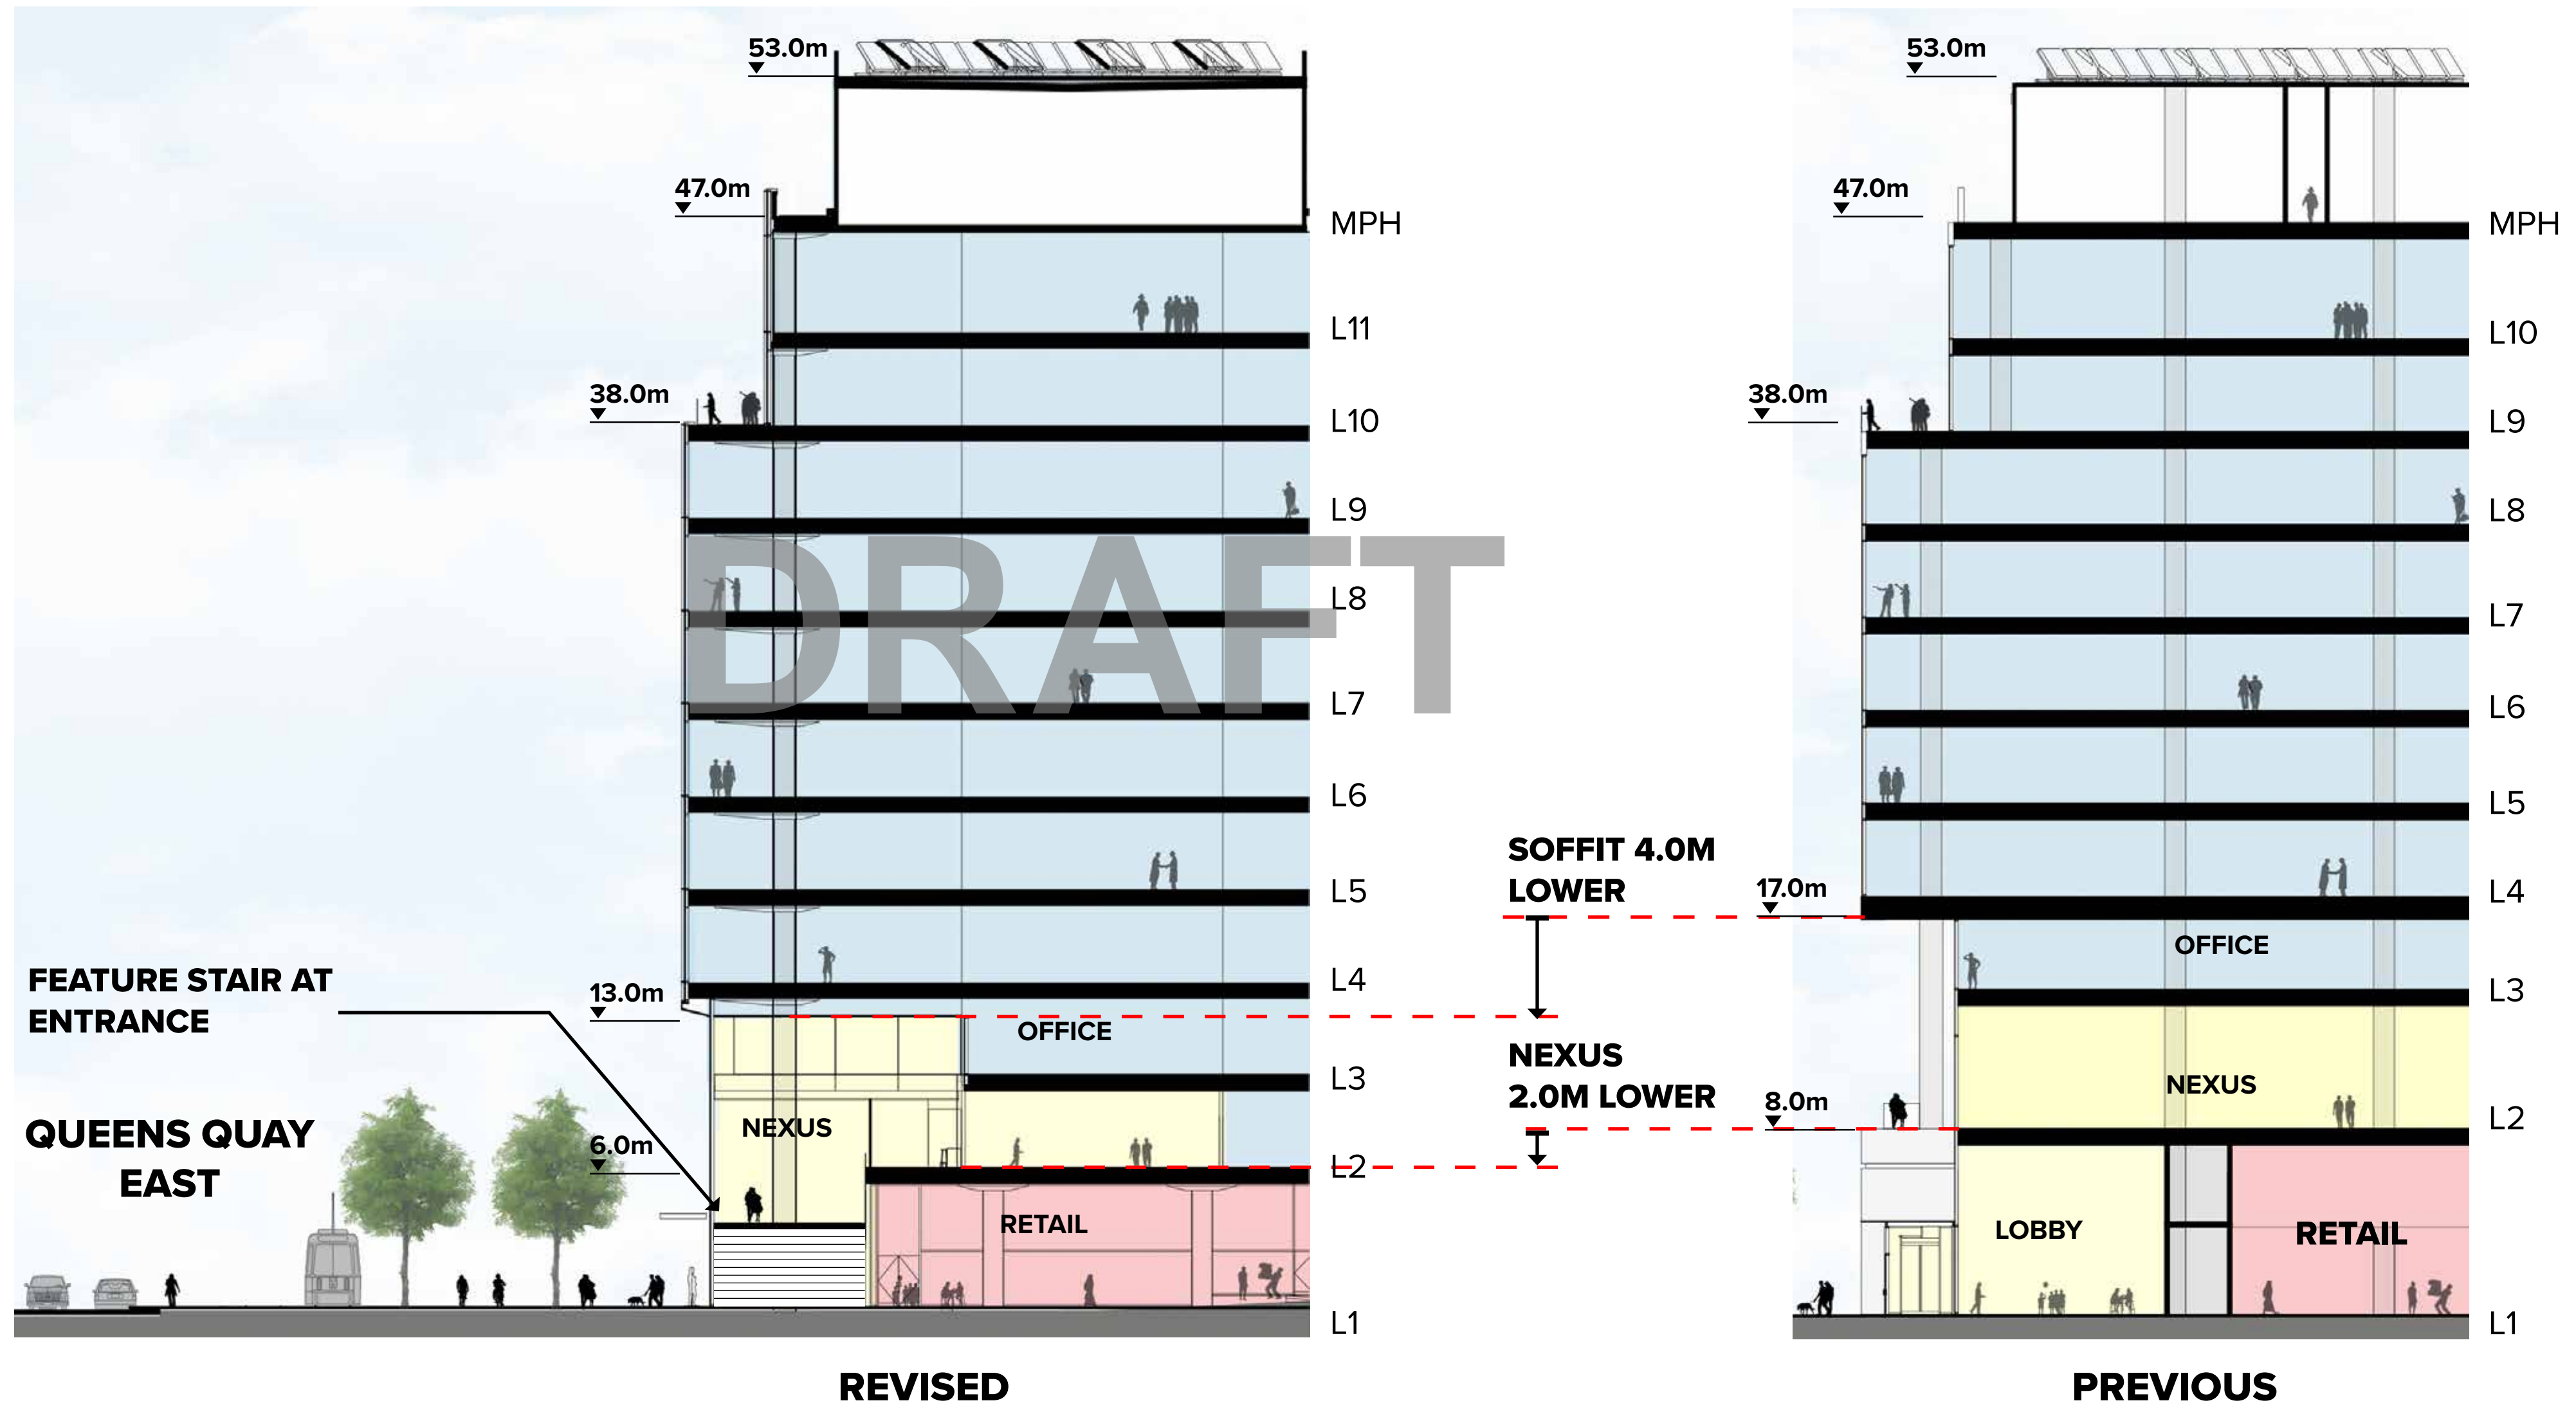 53.0m
47.0m
MPH
L11
38.0m
L10
L9
L8
L7
L6
L5
L4
13.0m
OFFICE
L3
NEXUS
6.0m
L2
RETAIL
L1
FEATURE STAIR AT
ENTRANCE
QUEENS QUAY
EAST
REVISED
DRAFT
SOFFIT 4.0M
LOWER
NEXUS
2.0M LOWER
53.0m
47.0m
MPH
L10
38.0m
L9
L8
L7
L6
L5
17.0m
L4
OFFICE
L3
NEXUS
8.0m
L2
LOBBY
RETAIL
L1
PREVIOUS